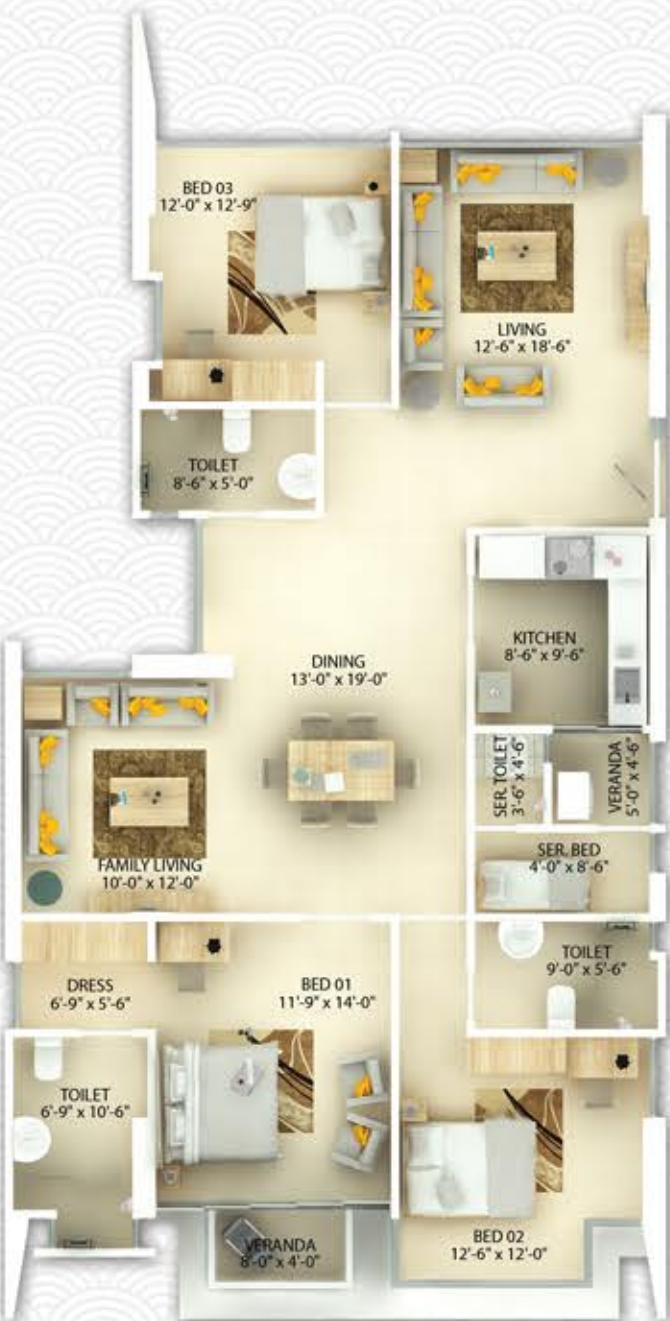 BED 03
12'-0" x 12'-9"
LIVING
12'-6" x 18'-6"
TOILET
8'-6" x 5'-0"
KITCHEN
8'-6" x 9'-6"
DINING
13'-0" x 19'-0"
SER. TOILET
3'-6" x 4'-6"
VERANDA
5'-0" x 4'-6"
SER. BED
4'-0" x 8'-6"
FAMILY LIVING
10'-0" x 12'-0"
TOILET
9'-0" x 5'-6"
DRESS
6'-9" x 5'-6"
BED 01
11'-9" x 14'-0"
TOILET
6'-9" x 10'-6"
VERANDA
8'-0" x 4'-0"
BED 02
12'-6" x 12'-0"